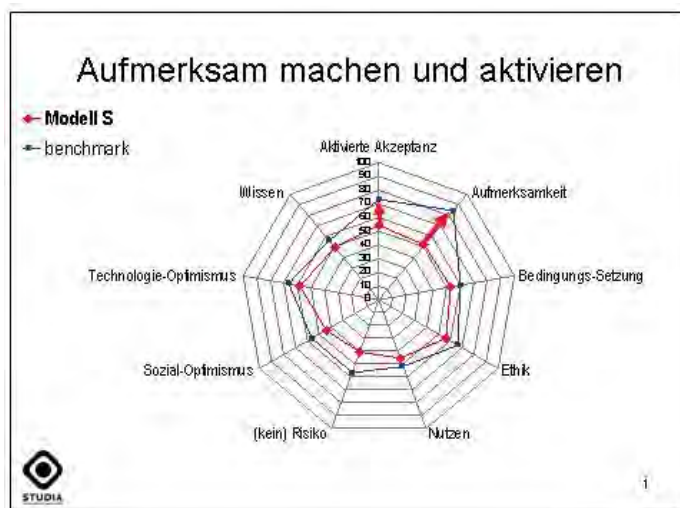 Aufmerksam machen und aktivieren
Modell S
benchmark
Aktivierte Akzeptanz
Aufmerksamkeit
Bedingungs-Setzung
Ethik
Nutzen
(kein) Risiko
Sozial-Optimismus
Technologie-Optimismus
Wissen
100
90
80
70
60
50
40
30
20
10
0
STUDIA
i